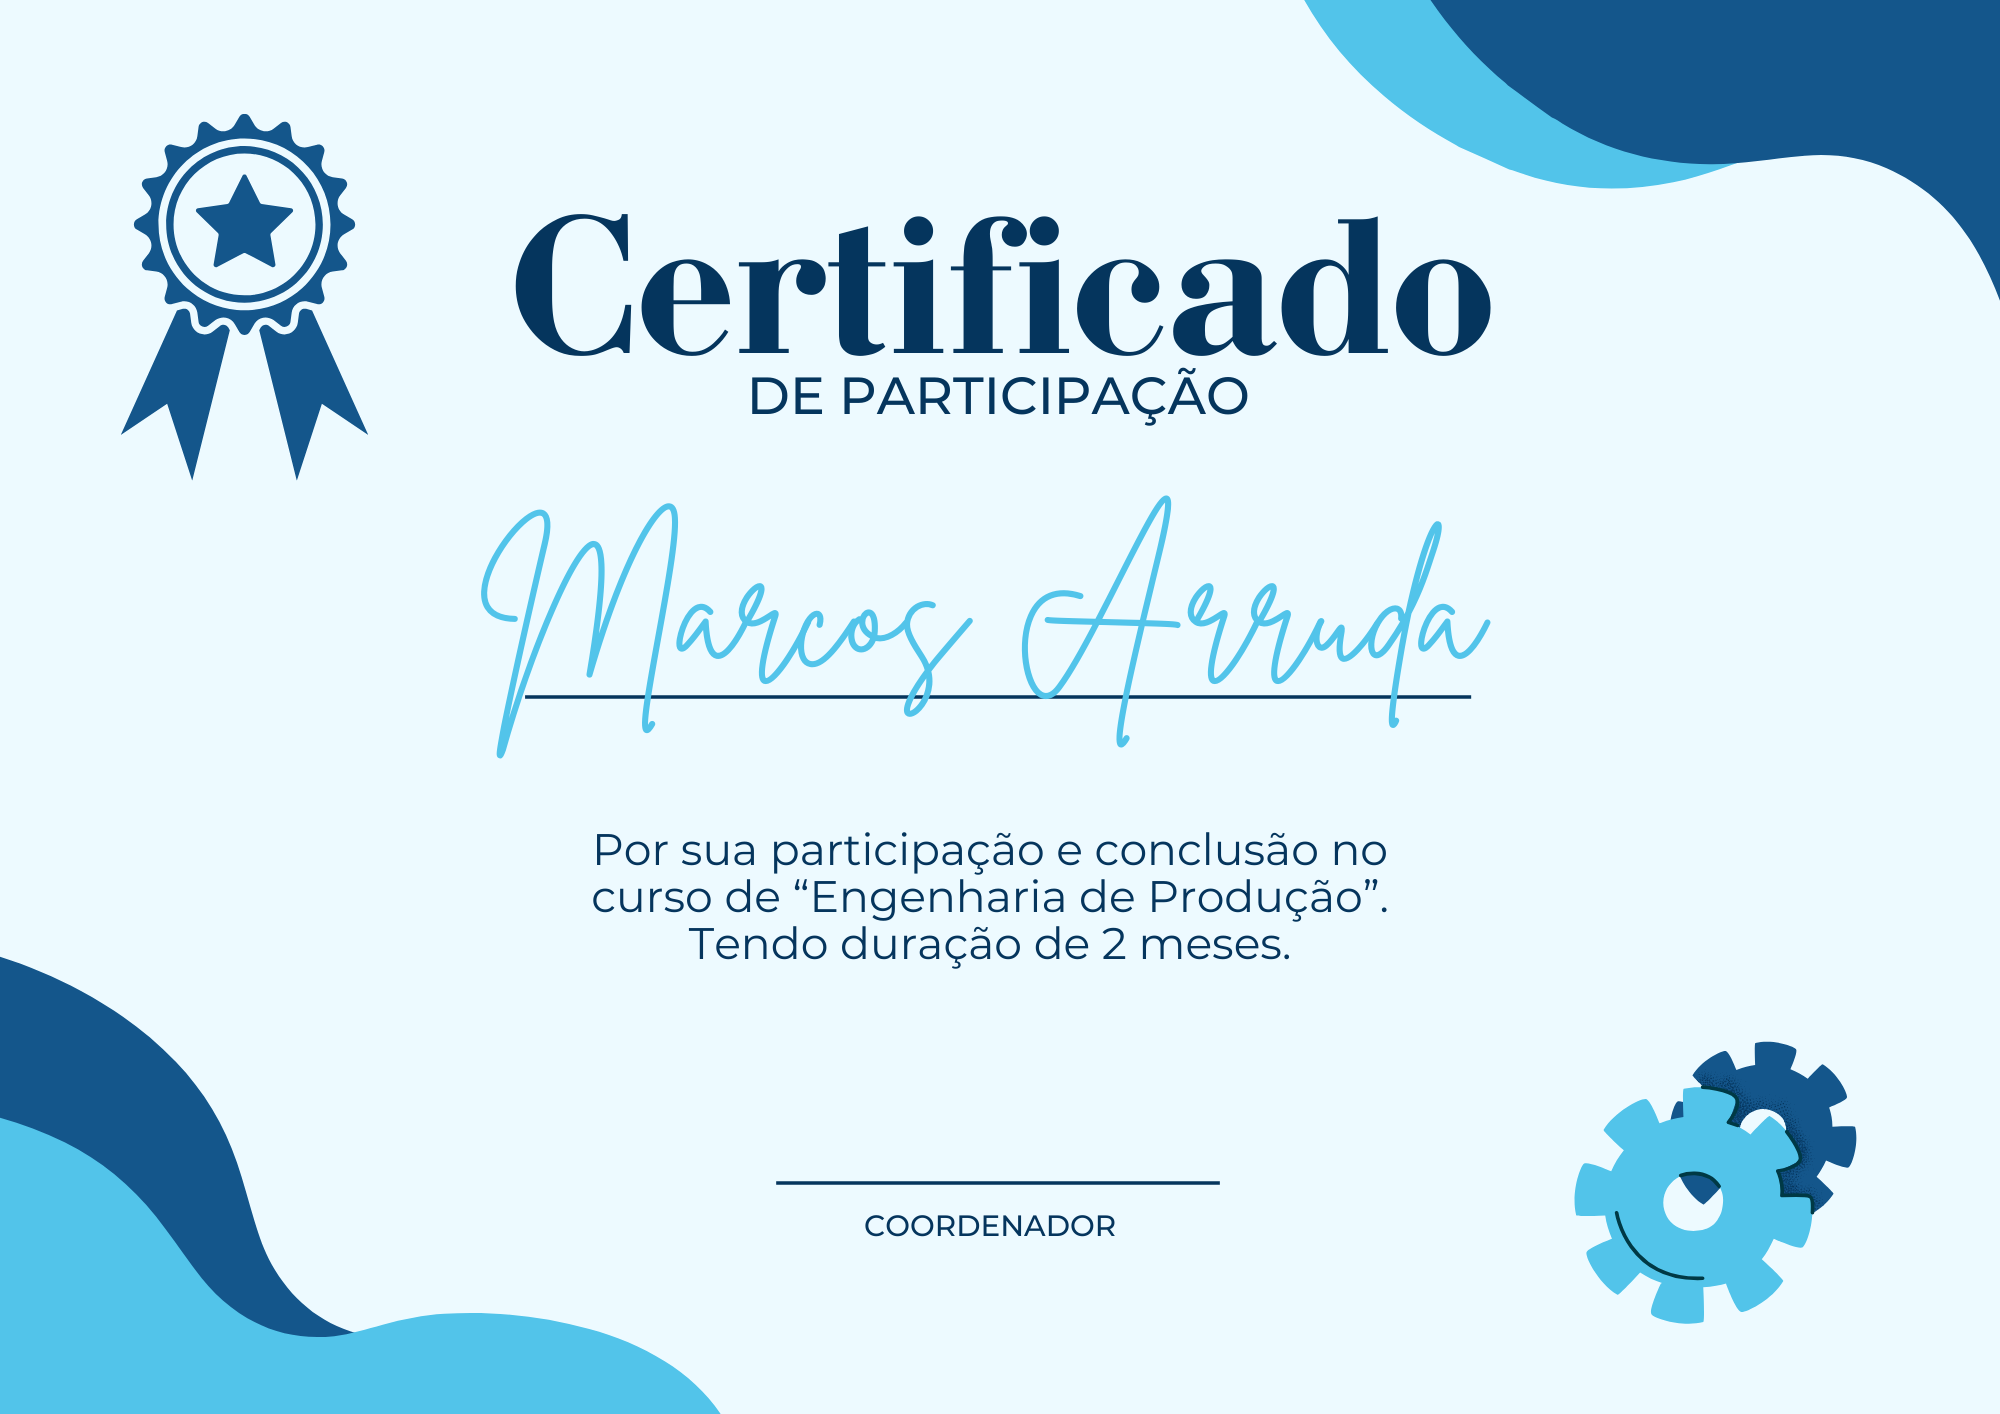 Certificado
DE PARTICIPAÇÃO
Marcos Arruda
Por sua participação e conclusão no
curso de “Engenharia de Produção”.
Tendo duração de 2 meses.
COORDENADOR